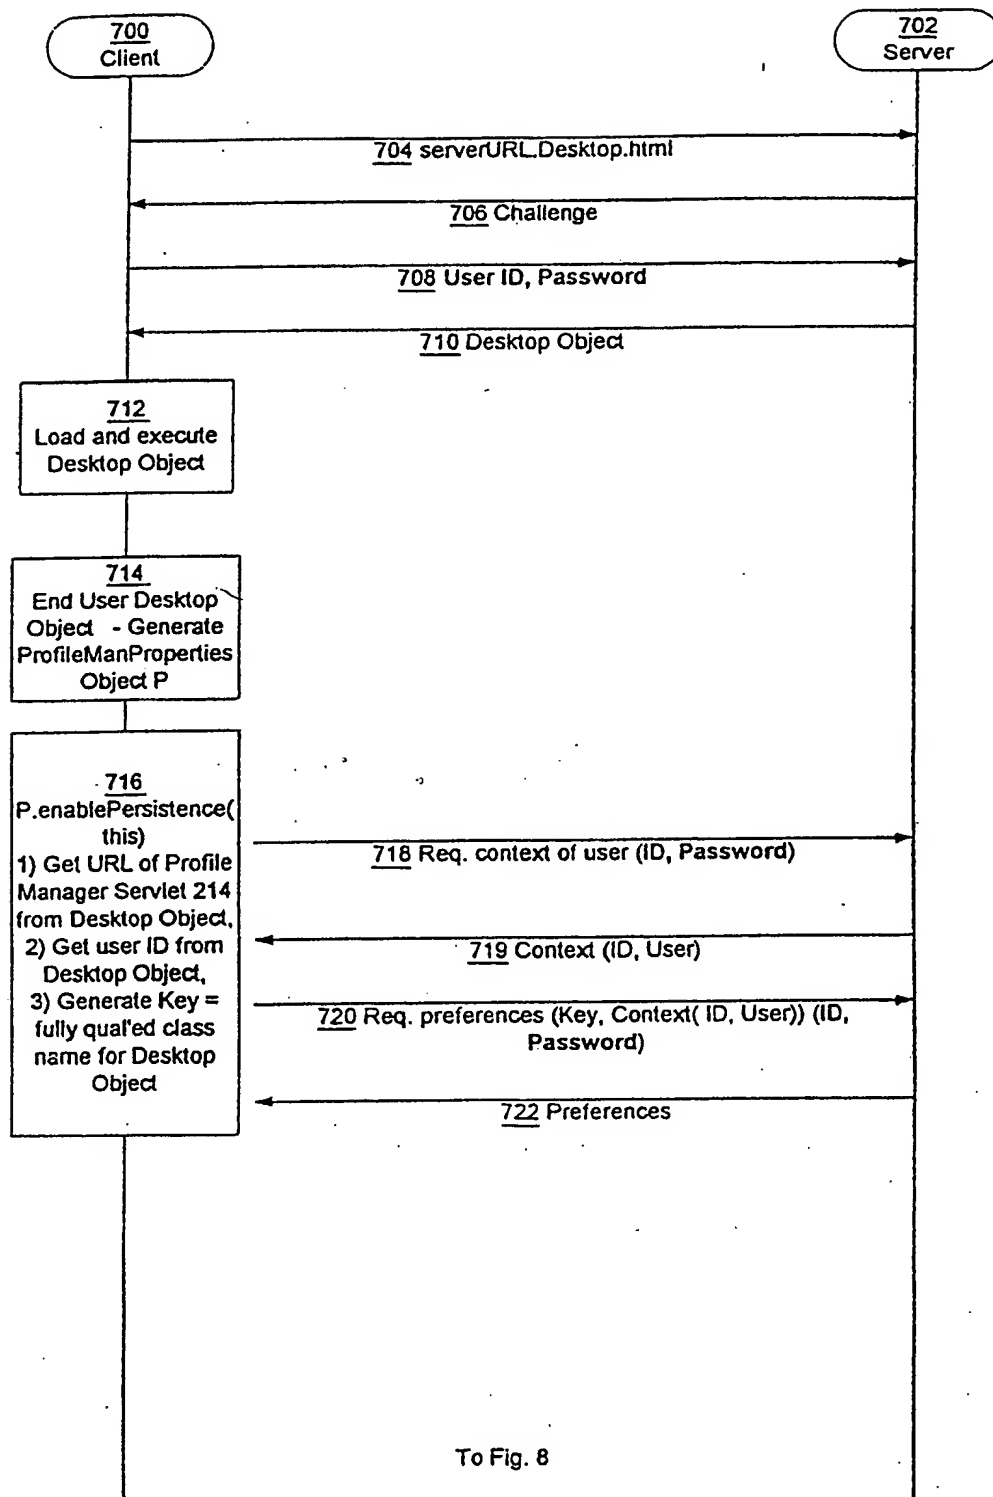 700
Client
702
Server
704 serverURL.Desktop.html
706 Challenge
708 User ID, Password
710 Desktop Object
712
Load and execute
Desktop Object
714
End User Desktop
Object - Generate
ProfileManProperties
Object P
716
P.enablePersistence(
this)
1) Get URL of Profile
Manager Servlet 214
from Desktop Object,
2) Get user ID from
Desktop Object,
3) Generate Key =
fully qual'ed class
name for Desktop
Object
718 Req. context of user (ID, Password)
719 Context (ID, User)
720 Req. preferences (Key, Context( ID, User)) (ID,
Password)
722 Preferences
To Fig. 8